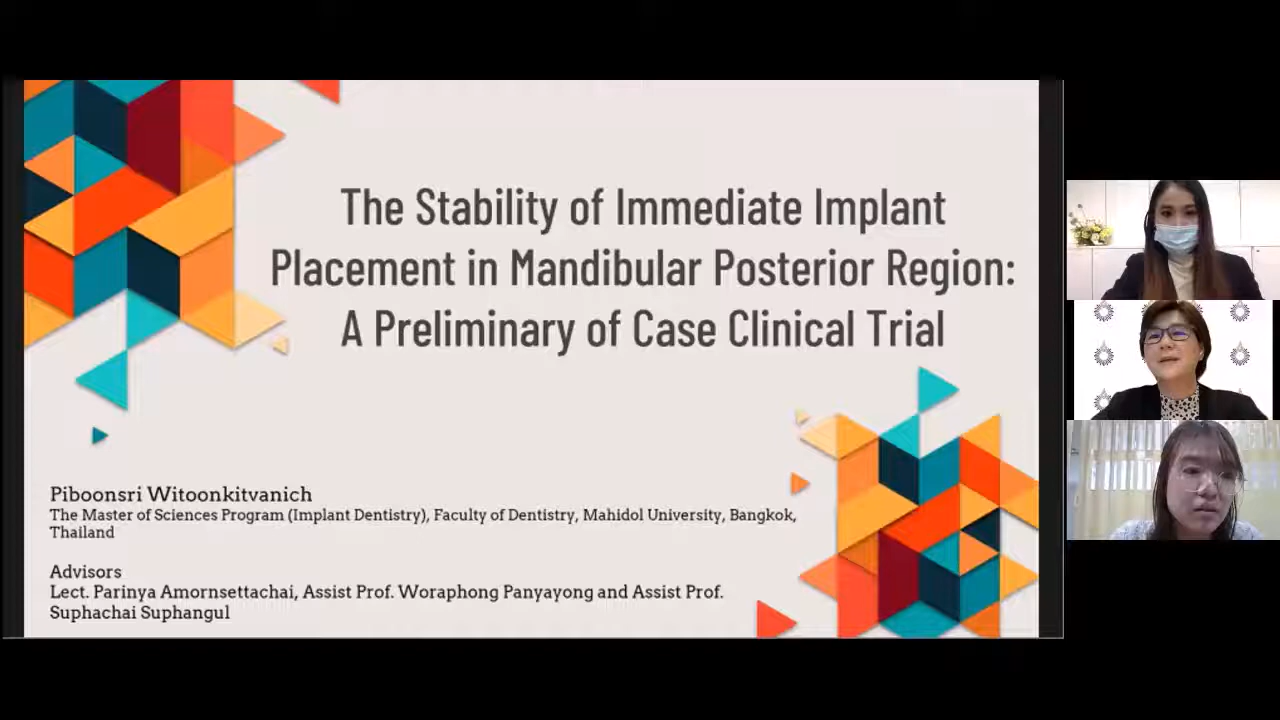 The Stability of Immediate Implant
Placement in Mandibular Posterior Region:
A Preliminary of Case Clinical Trial
Piboonsri Witoonkitvanich
The Master of Sciences Program (Implant Dentistry), Faculty of Dentistry, Mahidol University, Bangkok,
Thailand
Advisors
Lect. Parinya Amornsettachai, Assist Prof. Woraphong Panyayong and Assist Prof.
Suphachai Suphangul